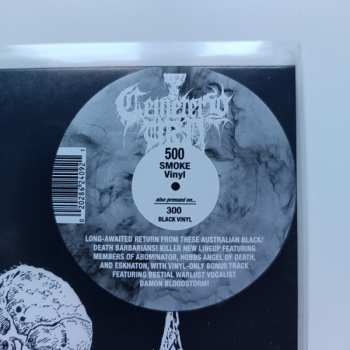 Cemetery
Urn
500
SMOKE
Vinyl
also pressed on...
300
BLACK VINYL
LONG-AWAITED RETURN FROM THESE AUSTRALIAN BLACK/
DEATH BARBARIANS! KILLER NEW LINEUP FEATURING
MEMBERS OF ABOMINATOR, HOBBS ANGEL OF DEATH,
AND ESKHATON, WITH VINYL-ONLY BONUS TRACK
FEATURING BESTIAL WARLUST VOCALIST
DAMON BLOODSTORM!